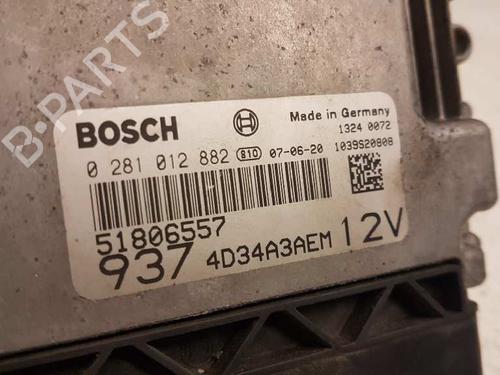 B-PARTS
BOSCH
Made in Germany
1324 0072
0 281 012 882 810 07-06-20 1039S20808
51806557
937 4D34A3AEM 12V